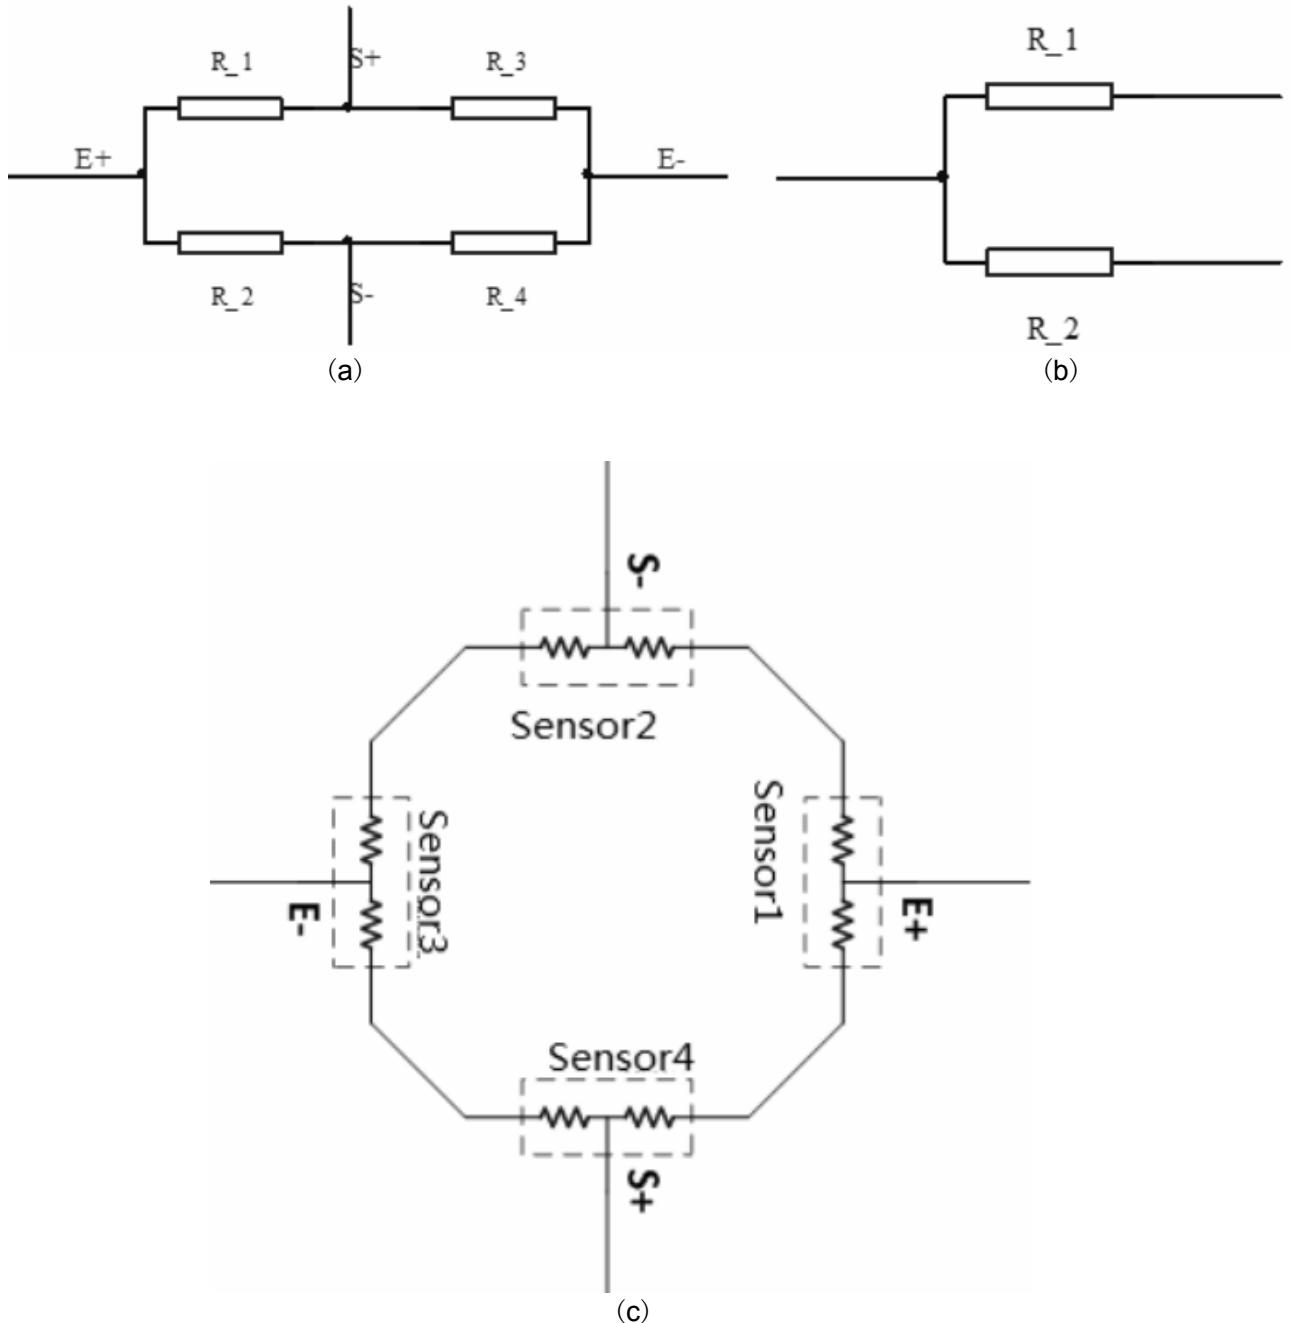 R_1 S+ R_3 R_1
E+ E-
R_2 S- R_4 R_2
（a） （b）
S-
Sensor2
Sensor3 Sensor1
E- E+
Sensor4
S+
（c）